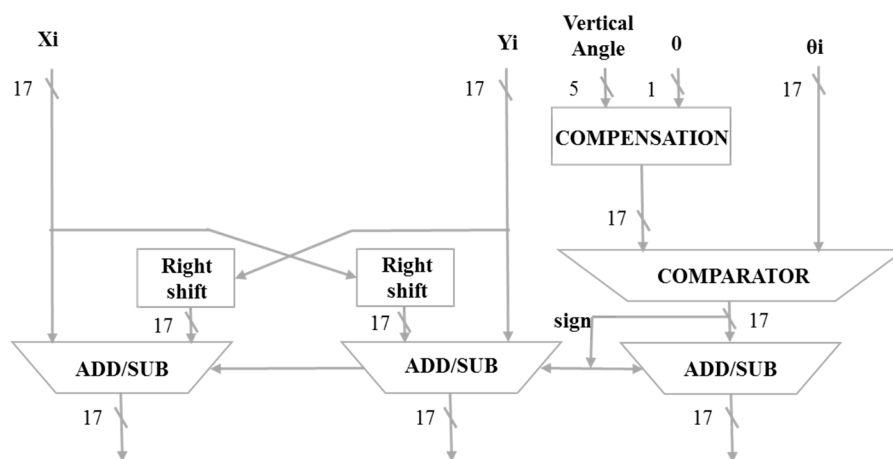 Xi
Yi
Vertical
Angle
0
θi
17
17
5
1
17
COMPENSATION
17
Right
shift
Right
shift
COMPARATOR
17
17
sign
17
ADD/SUB
ADD/SUB
ADD/SUB
17
17
17